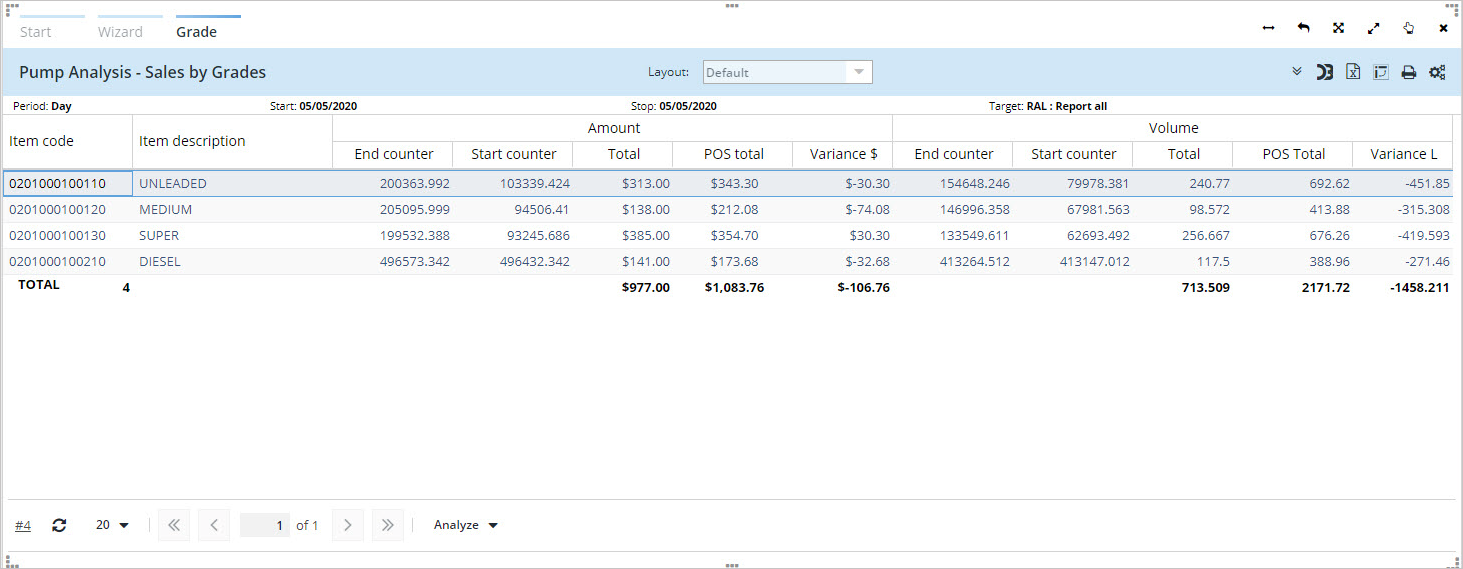 Start Wizard Grade
Pump Analysis - Sales by Grades Layout: Default
Period: Day Start: 05/05/2020 Stop: 05/05/2020 Target: RAL : Report all
Item code Item description Amount Volume
End counter Start counter Total POS total Variance $ End counter Start counter Total POS Total Variance L
0201000100110 UNLEADED 200363.992 103339.424 $313.00 $343.30 $-30.30 154648.246 79978.381 240.77 692.62 -451.85
0201000100120 MEDIUM 205095.999 94506.41 $138.00 $212.08 $-74.08 146996.358 67981.563 98.572 413.88 -315.308
0201000100130 SUPER 199532.388 93245.686 $385.00 $354.70 $30.30 133549.611 62693.492 256.667 676.26 -419.593
0201000100210 DIESEL 496573.342 496432.342 $141.00 $173.68 $-32.68 413264.512 413147.012 117.5 388.96 -271.46
TOTAL 4 $977.00 $1,083.76 $-106.76 713.509 2171.72 -1458.211
#4 20 1 of 1 Analyze